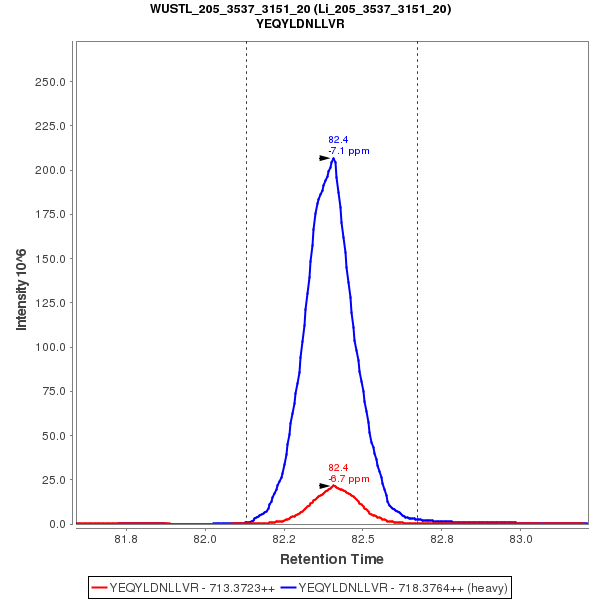 WUSTL_205_3537_3151_20 (Li_205_3537_3151_20)
YEQYLDNLLVR
Intensity 10^6
250.0
225.0
200.0
175.0
150.0
125.0
100.0
75.0
50.0
25.0
0.0
82.4
-7.1 ppm
82.4
-6.7 ppm
81.8
82.0
82.2
82.5
82.8
83.0
Retention Time
YEQYLDNLLVR - 713.3723++
YEQYLDNLLVR - 718.3764++ (heavy)